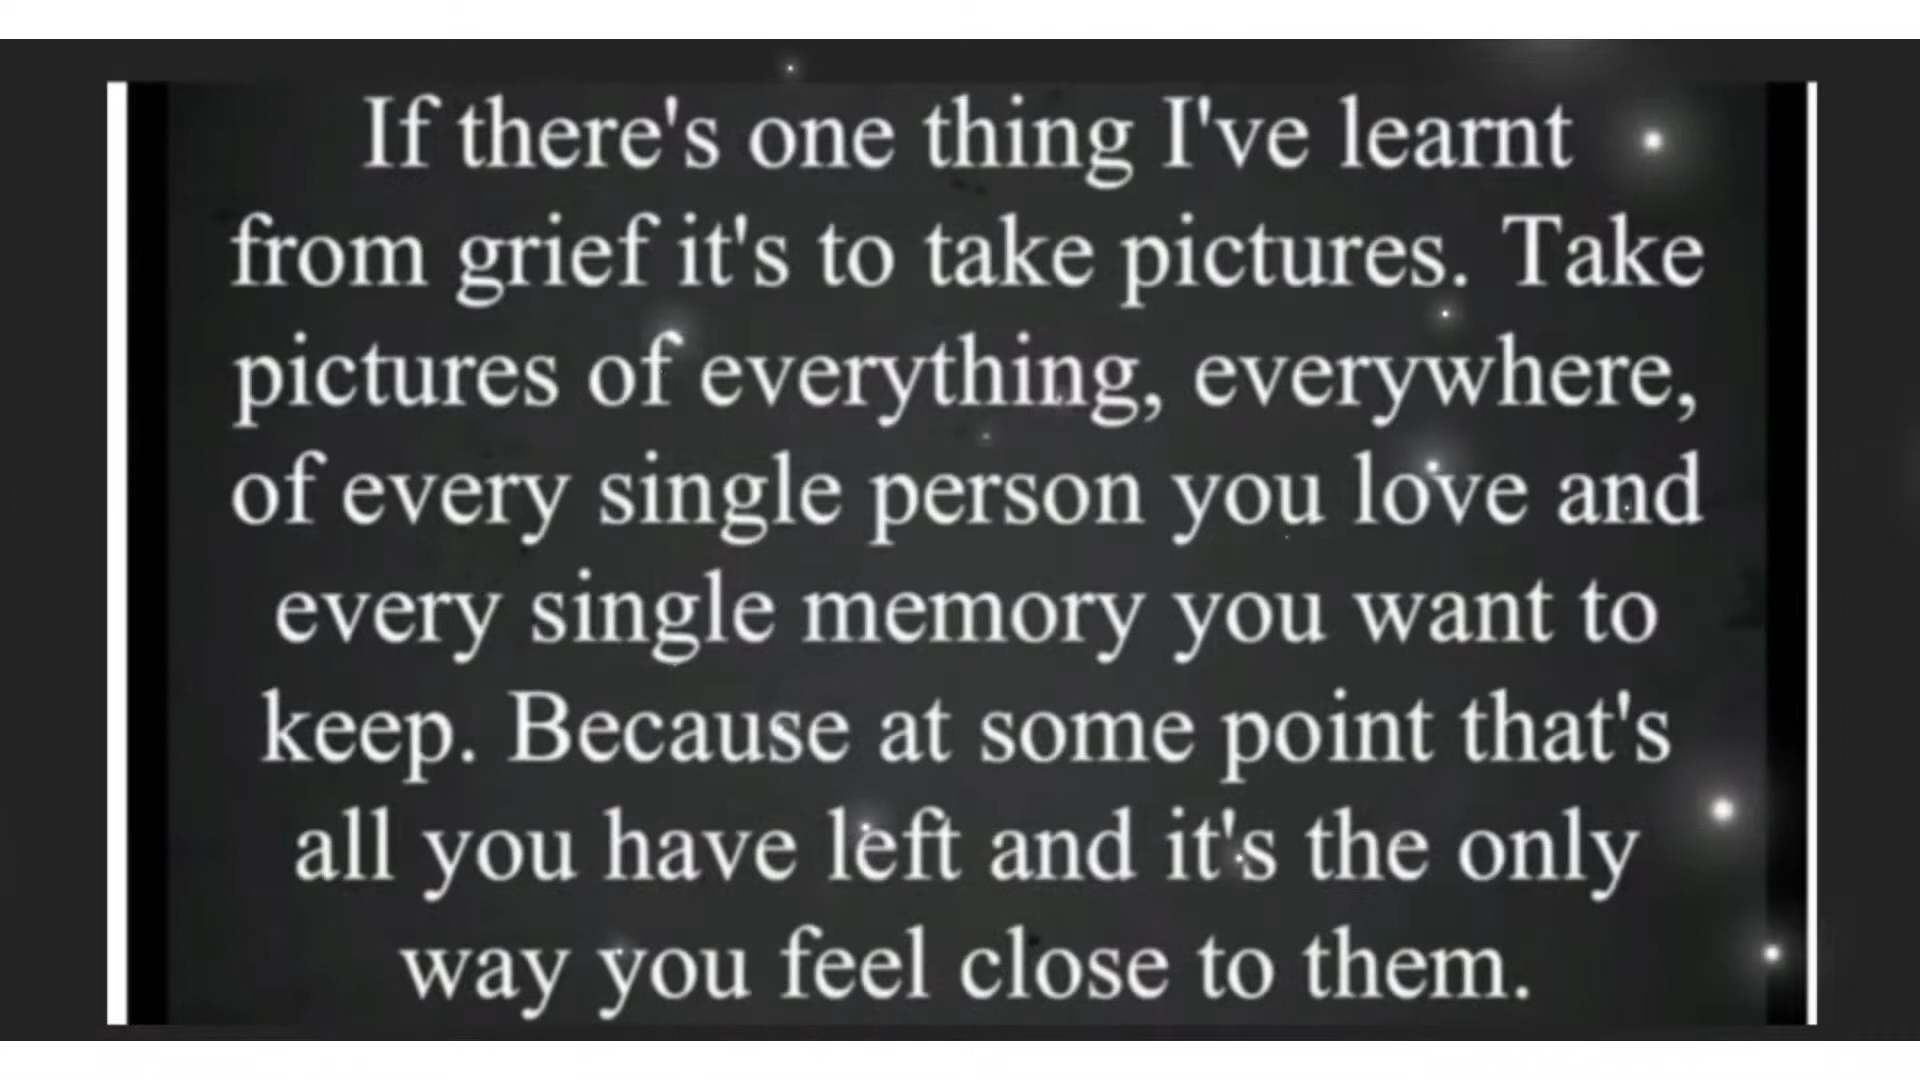 If there's one thing I've learnt
from grief it's to take pictures. Take
pictures of everything, everywhere,
of every single person you love and
every single memory you want to
keep. Because at some point that's
all you have left and it's the only
way you feel close to them.